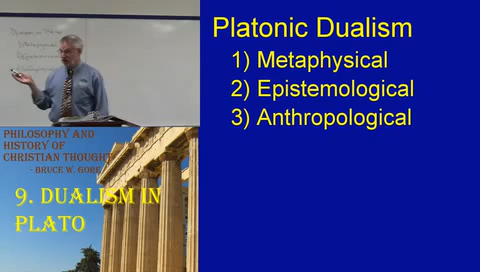 Platonic Dualism
1) Metaphysical
2) Epistemological
3) Anthropological
PHILOSOPHY AND
HISTORY OF
CHRISTIAN THOUGHT
- BRUCE W. GORE
9. DUALISM IN
PLATO